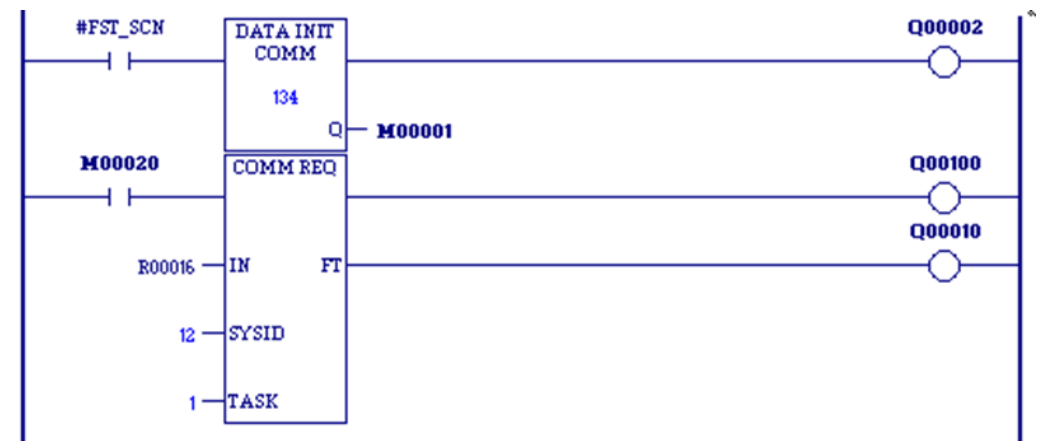 #FST_SCN
DATA INIT
COMM
134
Q
M00001
Q00002
M00020
COMM REQ
Q00100
Q00010
R00016
IN
FT
12
SYSID
1
TASK